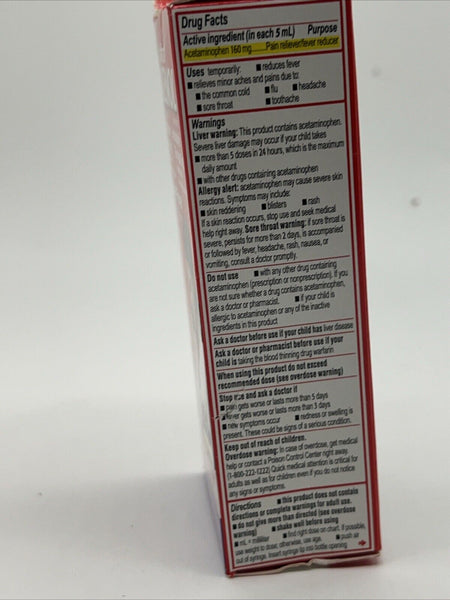 Drug Facts
Active ingredient (in each 5 mL) Purpose
Acetaminophen 160 mg......Pain reliever/fever reducer
Uses temporarily: ■ reduces fever
■ relieves minor aches and pains due to:
■ the common cold ■ flu ■ headache
■ sore throat ■ toothache
Warnings
Liver warning: This product contains acetaminophen.
Severe liver damage may occur if your child takes
■ more than 5 doses in 24 hours, which is the maximum
daily amount
■ with other drugs containing acetaminophen
Allergy alert: acetaminophen may cause severe skin
reactions. Symptoms may include:
■ skin reddening ■ blisters ■ rash
If a skin reaction occurs, stop use and seek medical
help right away. Sore throat warning: if sore throat is
severe, persists for more than 2 days, is accompanied
or followed by fever, headache, rash, nausea, or
vomiting, consult a doctor promptly.
Do not use ■ with any other drug containing
acetaminophen (prescription or nonprescription). If you
are not sure whether a drug contains acetaminophen,
ask a doctor or pharmacist. ■ if your child is
allergic to acetaminophen or any of the inactive
ingredients in this product
Ask a doctor before use if your child has liver disease
Ask a doctor or pharmacist before use if your
child is taking the blood thinning drug warfarin
When using this product do not exceed
recommended dose (see overdose warning)
Stop use and ask a doctor if
■ pain gets worse or lasts more than 5 days
■ fever gets worse or lasts more than 3 days
■ new symptoms occur ■ redness or swelling is
present. These could be signs of a serious condition.
Keep out of reach of children.
Overdose warning: In case of overdose, get medical
help or contact a Poison Control Center right away.
(1-800-222-1222) Quick medical attention is critical for
adults as well as for children even if you do not notice
any signs or symptoms.
Directions ■ this product does not contain
directions or complete warnings for adult use.
■ do not give more than directed (see overdose
warning) ■ shake well before using
■ mL = milliliter ■ find right dose on chart. If possible,
use weight to dose; otherwise, use age. ■ push air
out of syringe. Insert syringe tip into bottle opening